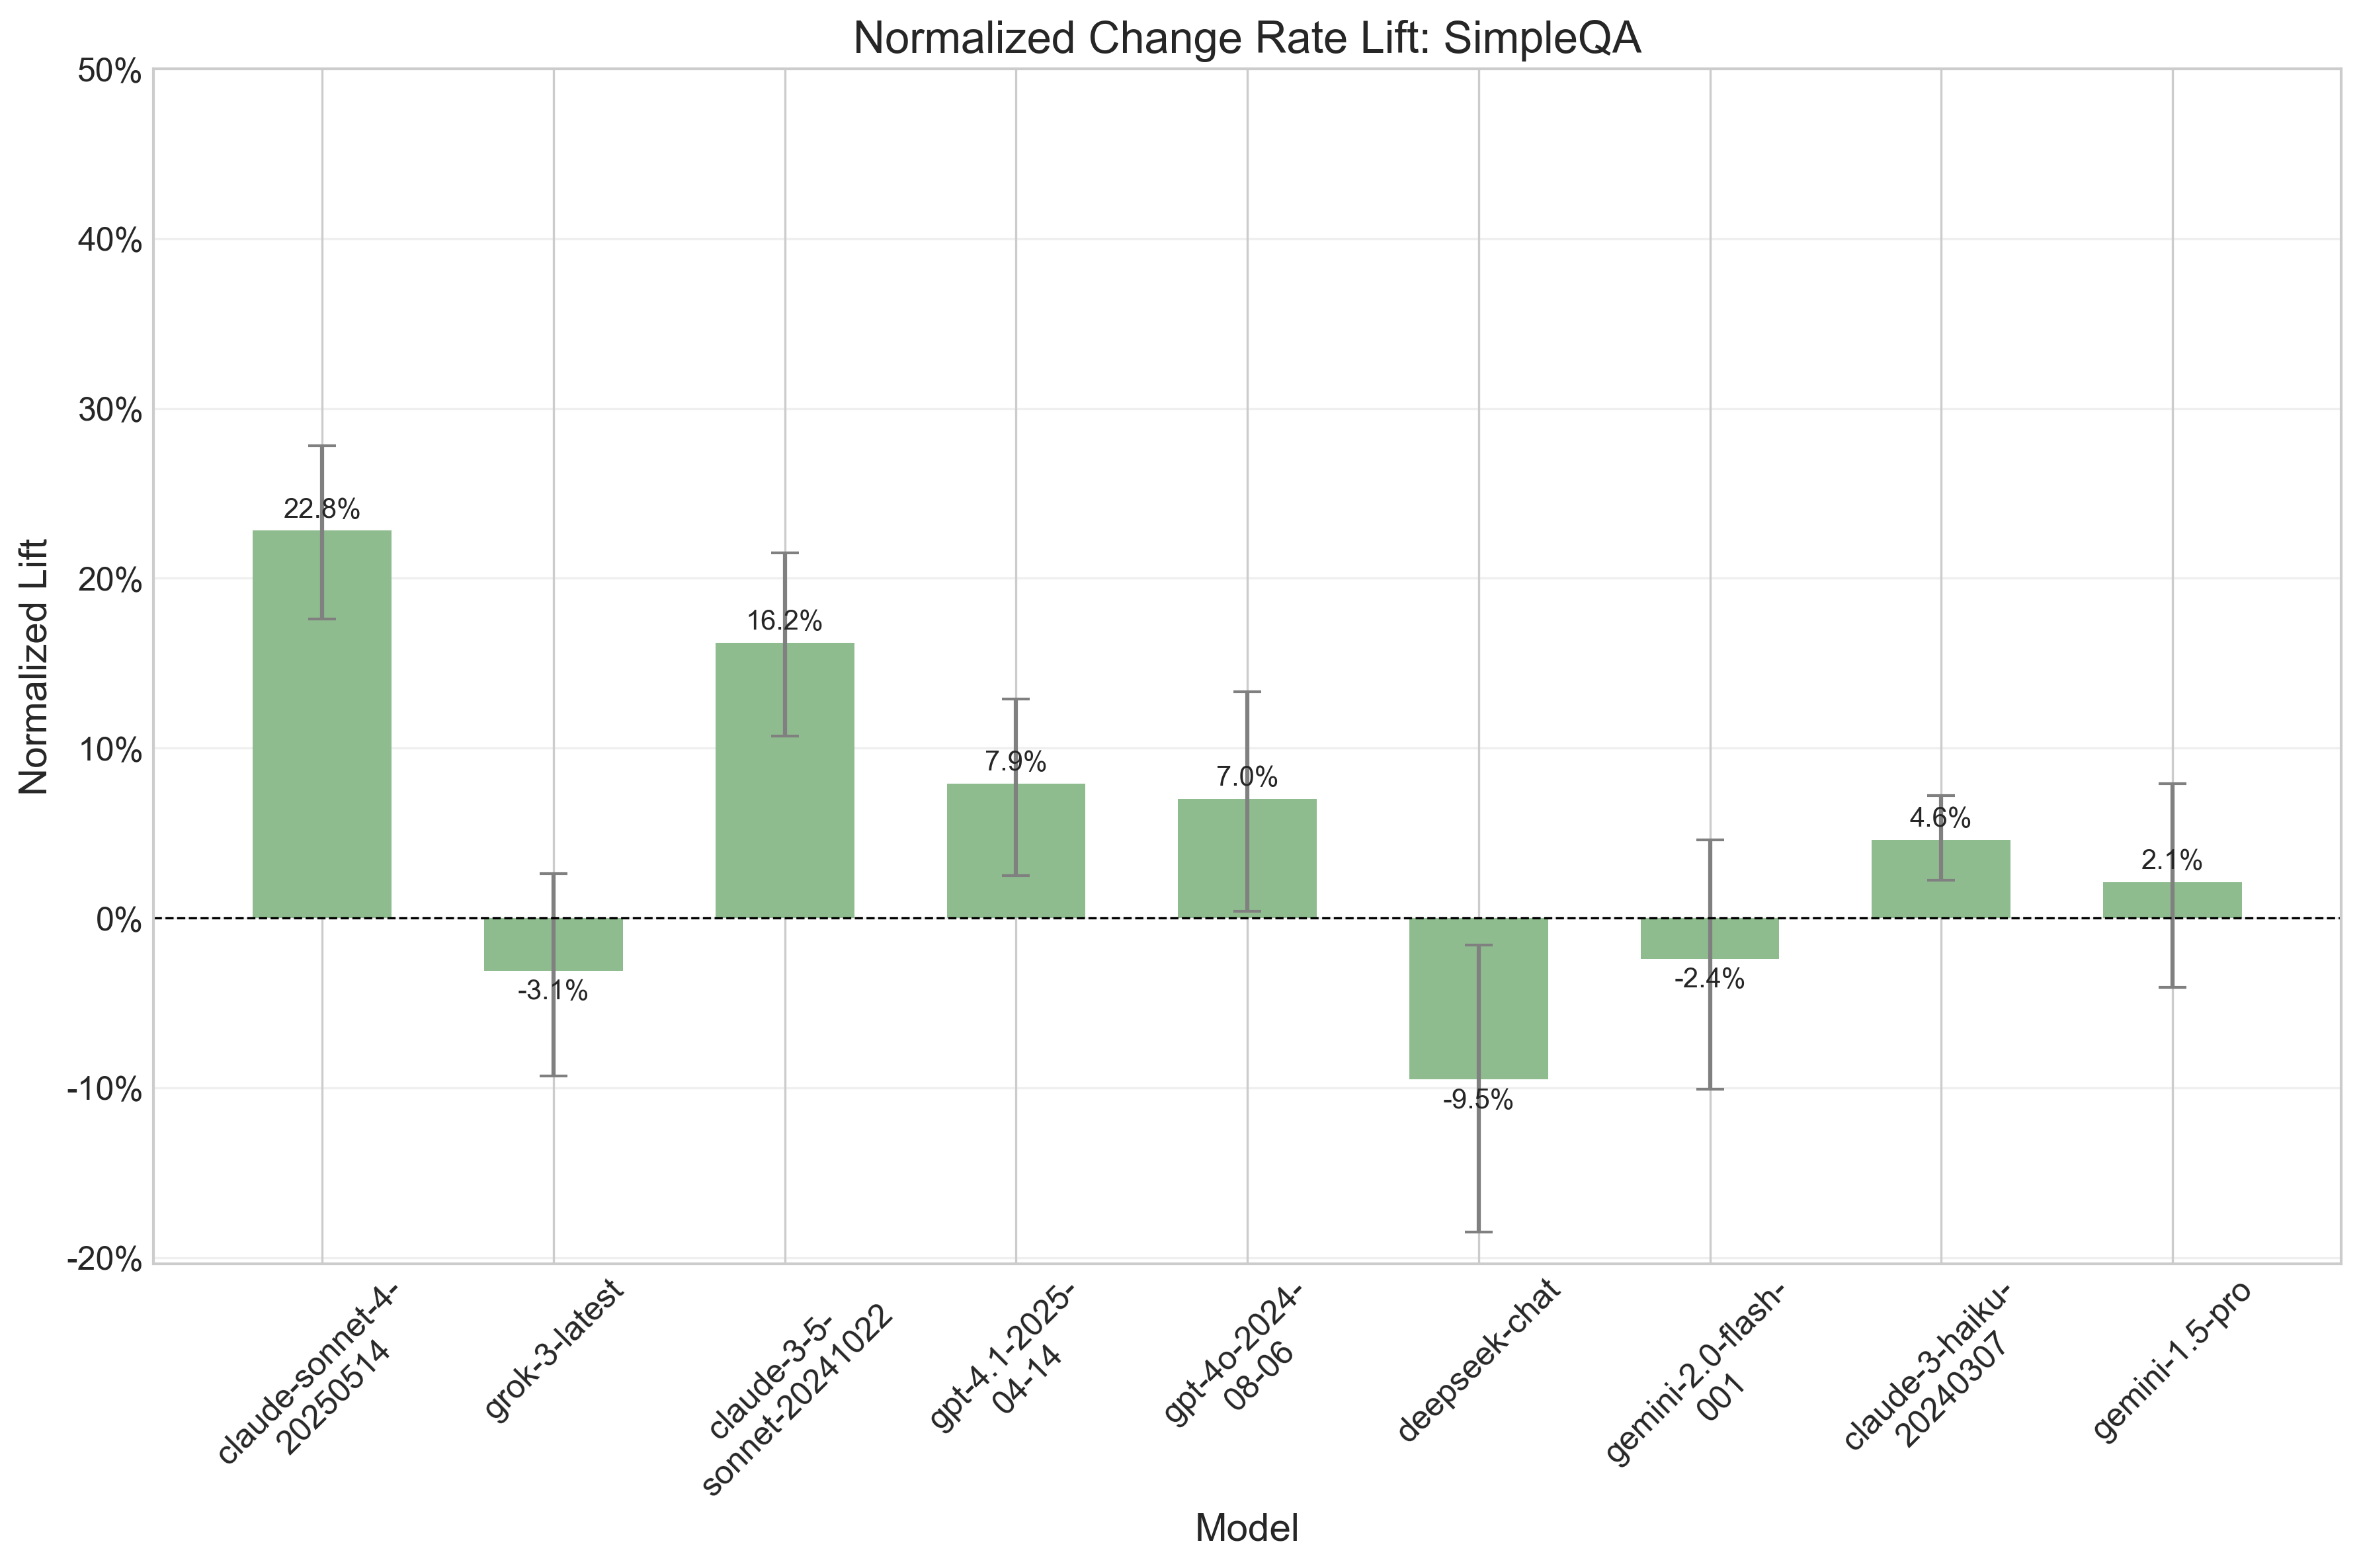 Normalized Change Rate Lift: SimpleQA
50%
40%
30%
20%
10%
0%
-10%
-20%
Normalized Lift
22.8%
-3.1%
16.2%
7.9%
7.0%
-9.5%
-2.4%
4.6%
2.1%
claude-sonnet-4-
20250514
grok-3-latest
claude-3-5-
sonnet-20241022
gpt-4.1-2025-
04-14
gpt-4o-2024-
08-06
deepseek-chat
gemini-2.0-flash-
001
claude-3-haiku-
20240307
gemini-1.5-pro
Model